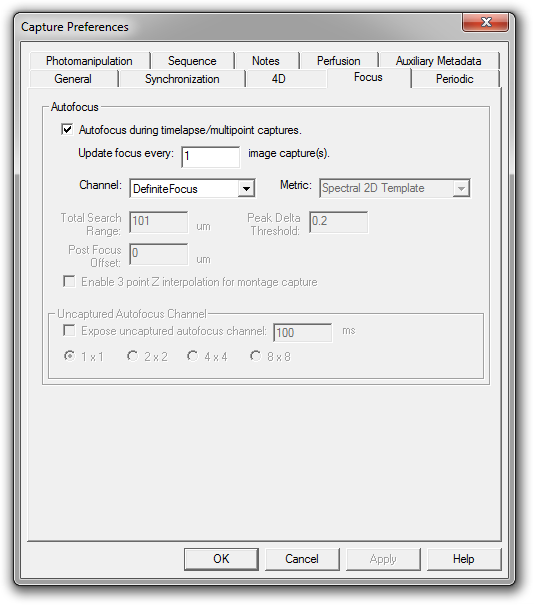 Capture Preferences
Photomanipulation Sequence Notes Perfusion Auxiliary Metadata
General Synchronization 4D Focus Periodic
Autofocus
Autofocus during timelapse/multipoint captures.
Update focus every: 1 image capture(s).
Channel: DefiniteFocus Metric: Spectral 2D Template
Total Search Range: 101 um Peak Delta Threshold: 0.2
Post Focus Offset: 0 um
Enable 3 point Z interpolation for montage capture
Uncaptured Autofocus Channel
Expose uncaptured autofocus channel: 100 ms
1 x 1 2 x 2 4 x 4 8 x 8
OK Cancel Apply Help